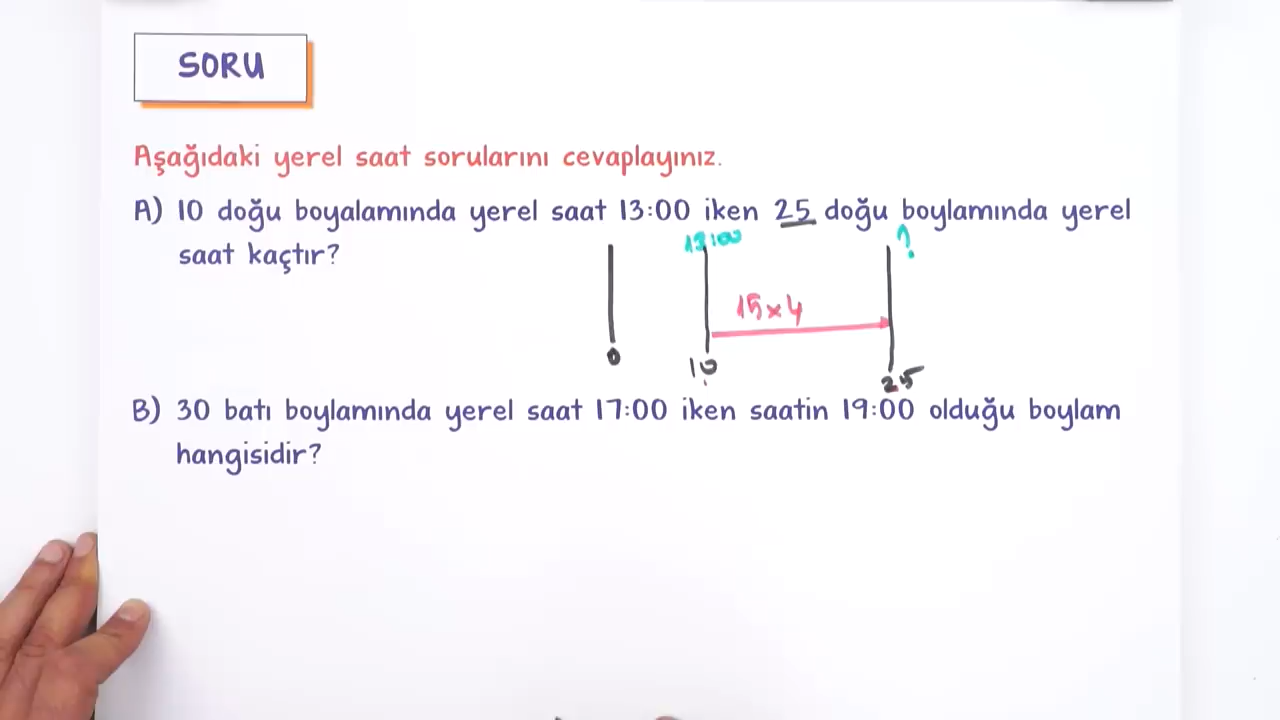 SORU
Aşağıdaki yerel saat sorularını cevaplayınız.
A) 10 doğu boyalamında yerel saat 13:00 iken 25 doğu boylamında yerel
saat kaçtır?
13:00
?
15x4
0
10
25
B) 30 batı boylamında yerel saat 17:00 iken saatin 19:00 olduğu boylam
hangisidir?